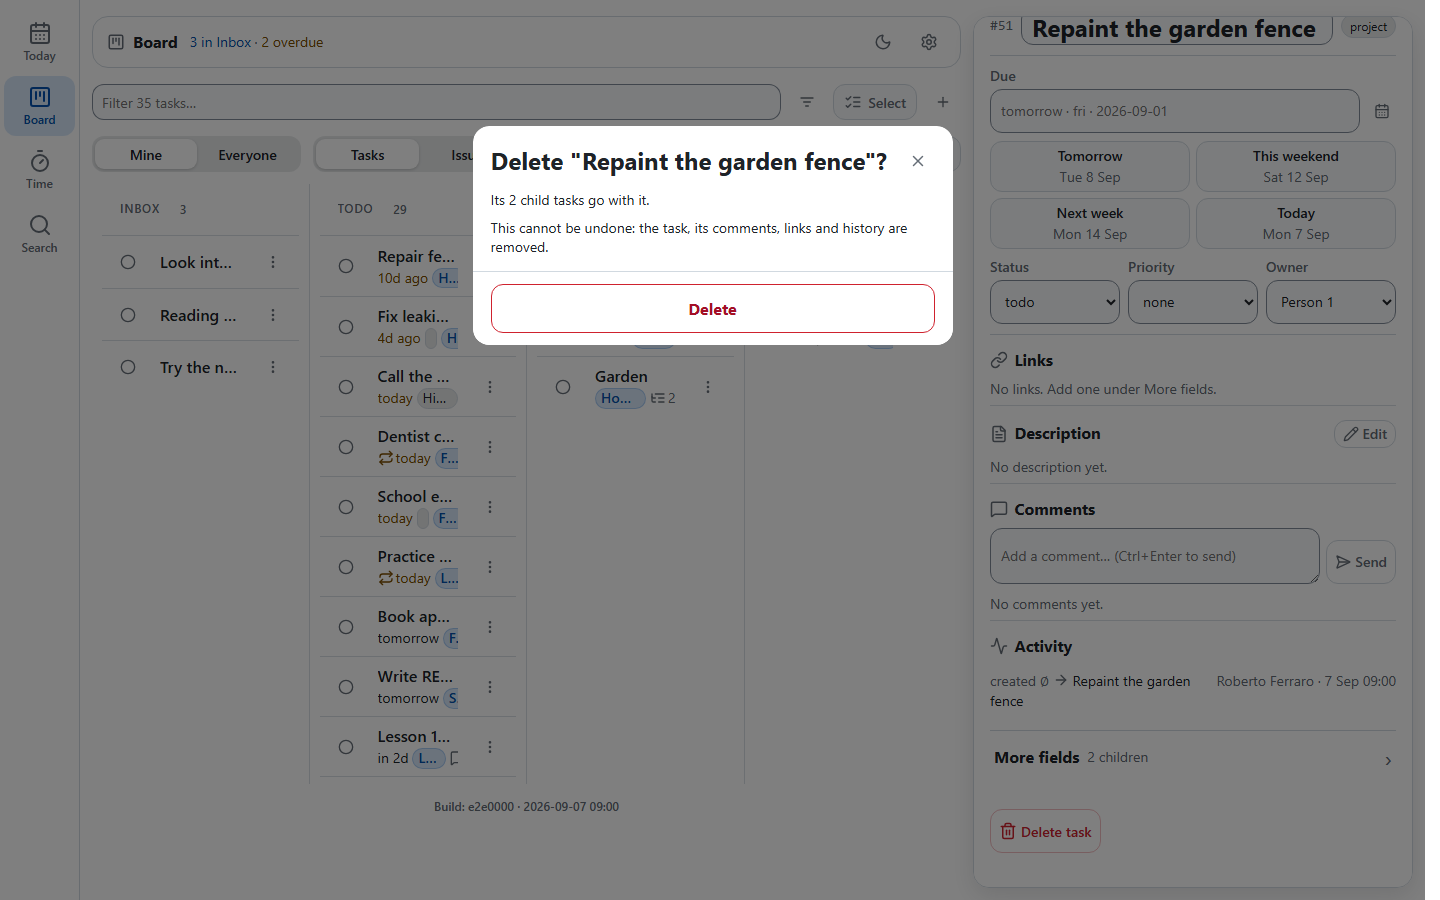 Today
Board
Time
Search
Board
3 in Inbox · 2 overdue
Filter 35 tasks...
Select
Mine
Everyone
Tasks
INBOX 3
Look int...
Reading ...
Try the n...
TODO 29
Repair fe...
10d ago H...
Fix leaki...
4d ago H
Call the ...
today Hi...
Dentist c...
today F...
School e...
today F...
Practice ...
today L...
Book ap...
tomorrow F.
Write RE...
tomorrow S
Lesson 1...
in 2d L...
Garden
Ho... 2
Build: e2e0000 · 2026-09-07 09:00
Delete "Repaint the garden fence"?
Its 2 child tasks go with it.
This cannot be undone: the task, its comments, links and history are
removed.
Delete
#51 Repaint the garden fence project
Due
tomorrow · fri · 2026-09-01
Tomorrow
Tue 8 Sep
This weekend
Sat 12 Sep
Next week
Mon 14 Sep
Today
Mon 7 Sep
Status
todo
Priority
none
Owner
Person 1
Links
No links. Add one under More fields.
Description
Edit
No description yet.
Comments
Add a comment... (Ctrl+Enter to send)
Send
No comments yet.
Activity
created ∅ → Repaint the garden
fence
Roberto Ferraro · 7 Sep 09:00
More fields 2 children
Delete task